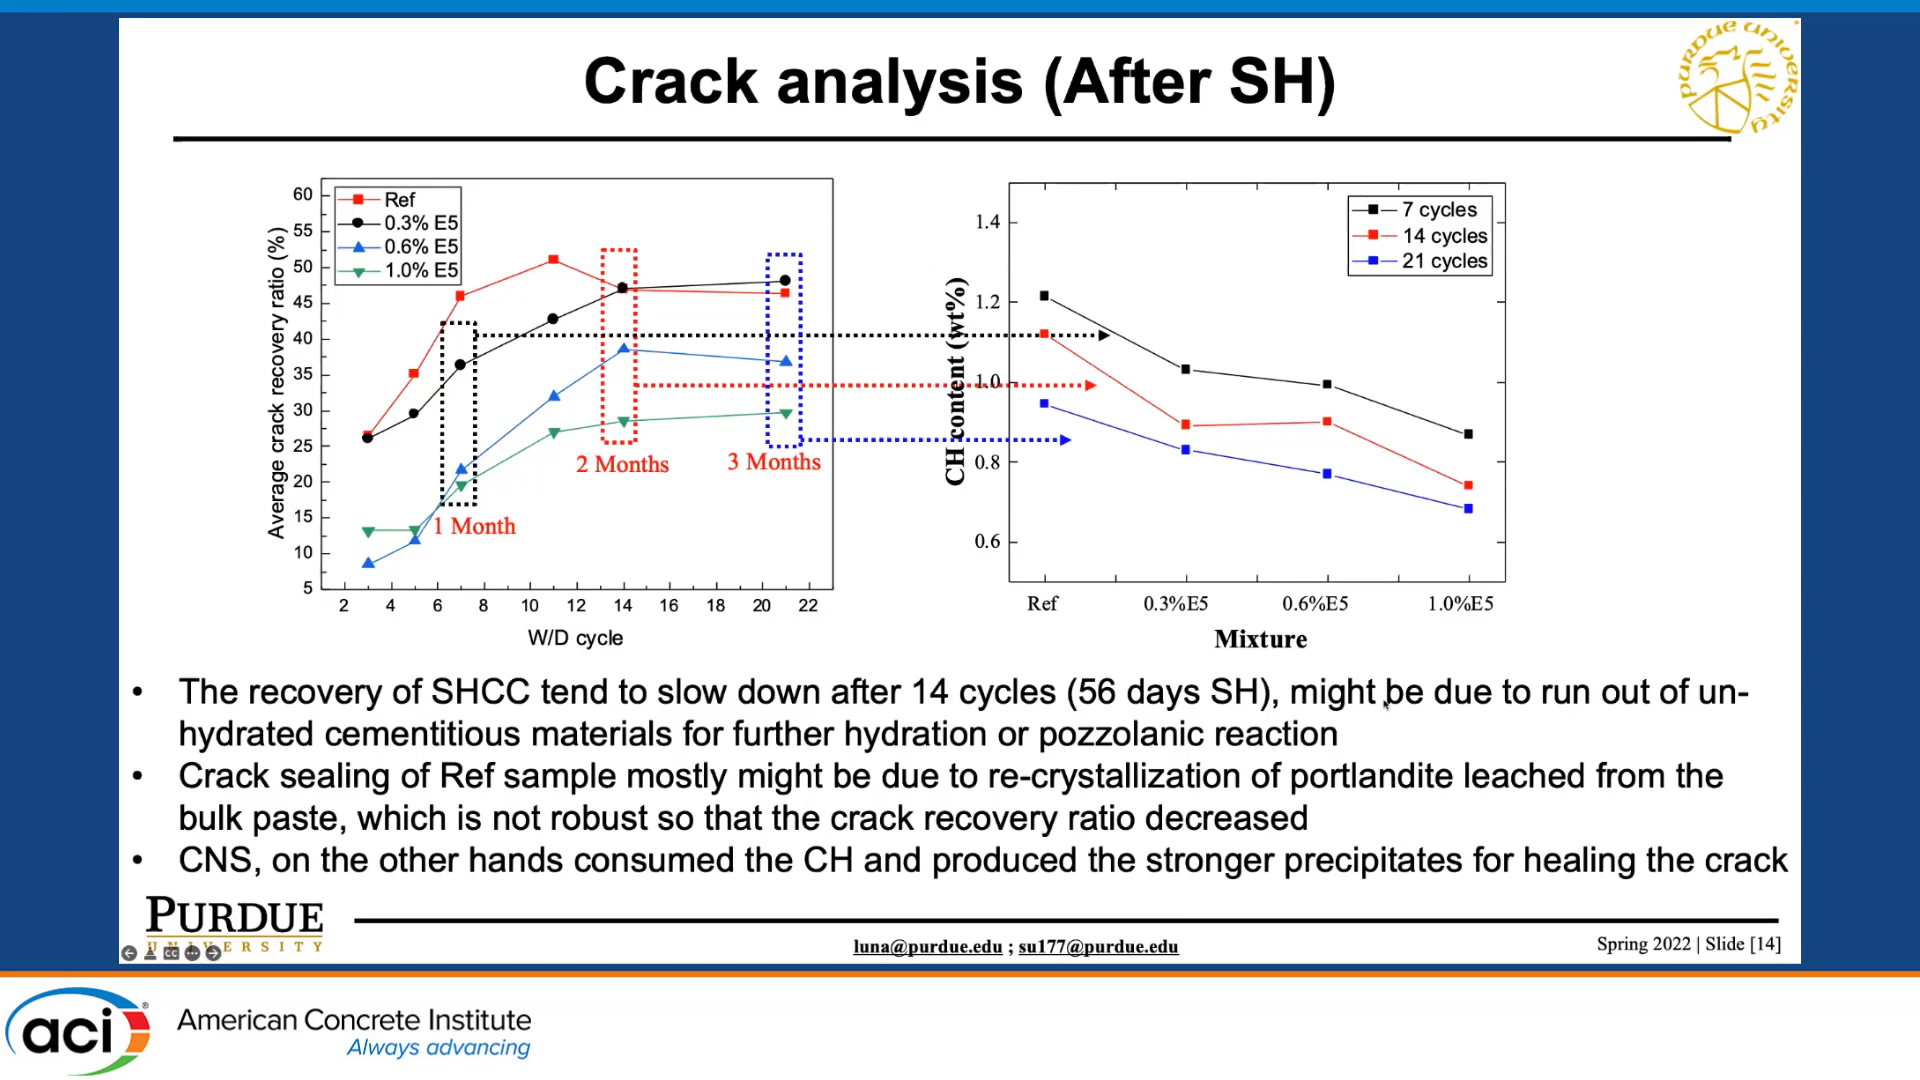 Crack analysis (After SH)
PURDUE UNIVERSITY
Ref
0.3% E5
0.6% E5
1.0% E5
60
55
50
45
40
35
30
25
20
15
10
5
Average crack recovery ratio (%)
2 4 6 8 10 12 14 16 18 20 22
W/D cycle
1 Month
2 Months
3 Months
7 cycles
14 cycles
21 cycles
1.4
1.2
1.0
0.8
0.6
CH content (wt%)
Ref 0.3%E5 0.6%E5 1.0%E5
Mixture
• The recovery of SHCC tend to slow down after 14 cycles (56 days SH), might be due to run out of un-
hydrated cementitious materials for further hydration or pozzolanic reaction
• Crack sealing of Ref sample mostly might be due to re-crystallization of portlandite leached from the
bulk paste, which is not robust so that the crack recovery ratio decreased
• CNS, on the other hands consumed the CH and produced the stronger precipitates for healing the crack
PURDUE
UNIVERSITY
CC
luna@purdue.edu ; su177@purdue.edu
Spring 2022 | Slide [14]
aci®
American Concrete Institute
Always advancing